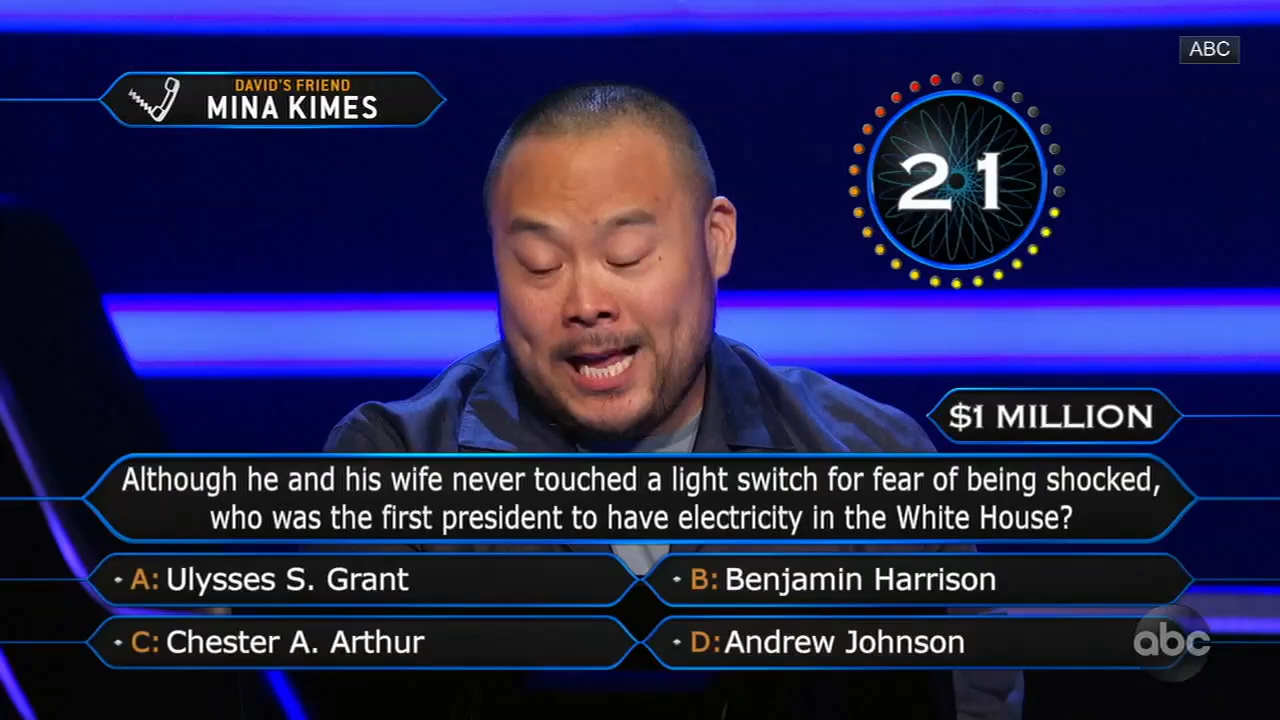 ABC
DAVID'S FRIEND
MINA KIMES
21
$1 MILLION
Although he and his wife never touched a light switch for fear of being shocked,
who was the first president to have electricity in the White House?
A: Ulysses S. Grant
B: Benjamin Harrison
C: Chester A. Arthur
D: Andrew Johnson
abc